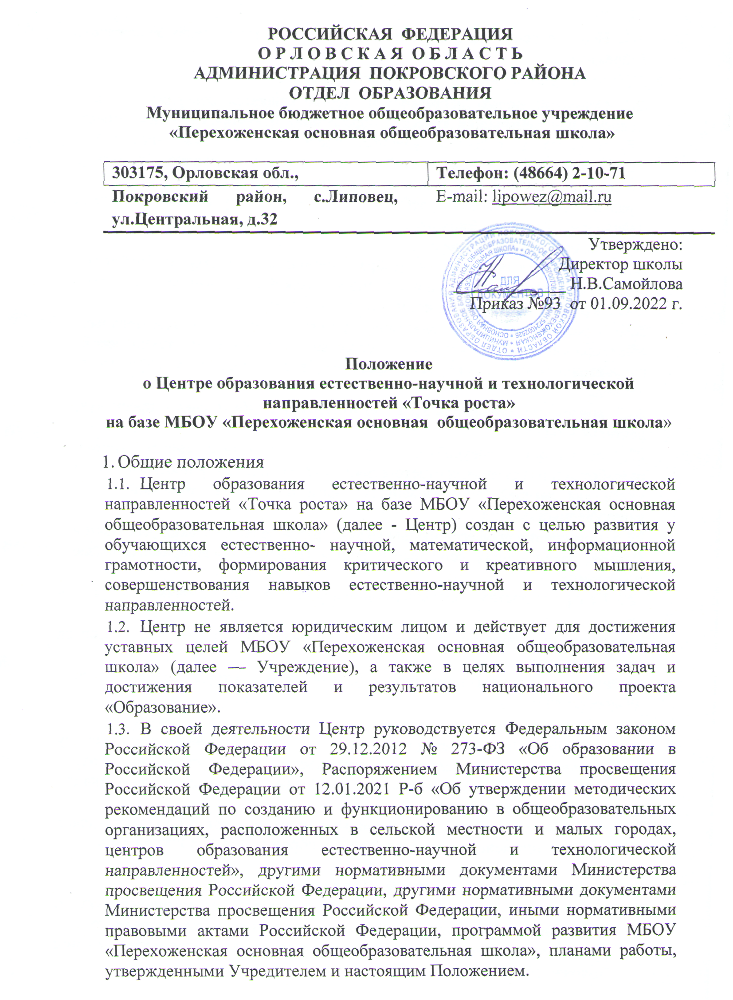 РОССИЙСКАЯ ФЕДЕРАЦИЯ
О Р Л О В С К А Я О Б Л А С Т Ь
АДМИНИСТРАЦИЯ ПОКРОВСКОГО РАЙОНА
ОТДЕЛ ОБРАЗОВАНИЯ
Муниципальное бюджетное общеобразовательное учреждение
«Перехоженская основная общеобразовательная школа»
303175, Орловская обл.,
Телефон: (48664) 2-10-71
Покровский район, с.Липовец,
E-mail: lipowez@mail.ru
ул.Центральная, д.32
Утверждено:
Директор школы
Н.В.Самойлова
Приказ №93 от 01.09.2022 г.
ДЛЯ
ДОКУМЕНТОВ
Положение
о Центре образования естественно-научной и технологической
направленностей «Точка роста»
на базе МБОУ «Перехоженская основная общеобразовательная школа»
1. Общие положения
1.1. Центр образования естественно-научной и технологической
направленностей «Точка роста» на базе МБОУ «Перехоженская основная
общеобразовательная школа» (далее - Центр) создан с целью развития у
обучающихся естественно- научной, математической, информационной
грамотности, формирования критического и креативного мышления,
совершенствования навыков естественно-научной и технологической
направленностей.
1.2. Центр не является юридическим лицом и действует для достижения
уставных целей МБОУ «Перехоженская основная общеобразовательная
школа» (далее — Учреждение), а также в целях выполнения задач и
достижения показателей и результатов национального проекта
«Образование».
1.3. В своей деятельности Центр руководствуется Федеральным законом
Российской Федерации от 29.12.2012 № 273-ФЗ «Об образовании в
Российской Федерации», Распоряжением Министерства просвещения
Российской Федерации от 12.01.2021 Р-б «Об утверждении методических
рекомендаций по созданию и функционированию в общеобразовательных
организациях, расположенных в сельской местности и малых городах,
центров образования естественно-научной и технологической
направленностей», другими нормативными документами Министерства
просвещения Российской Федерации, другими нормативными документами
Министерства просвещения Российской Федерации, иными нормативными
правовыми актами Российской Федерации, программой развития МБОУ
«Перехоженская основная общеобразовательная школа», планами работы,
утвержденными Учредителем и настоящим Положением.